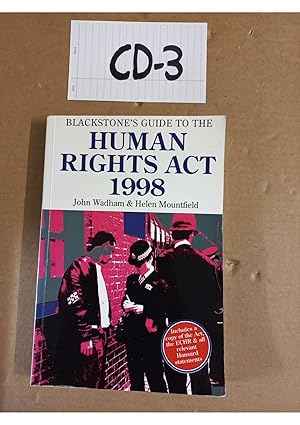 CD-3
BLACKSTONE'S GUIDE TO THE
HUMAN
RIGHTS ACT
1998
John Wadham & Helen Mountfield
Includes a
copy of the Act,
the ECHR & all
relevant
Hansard
statements